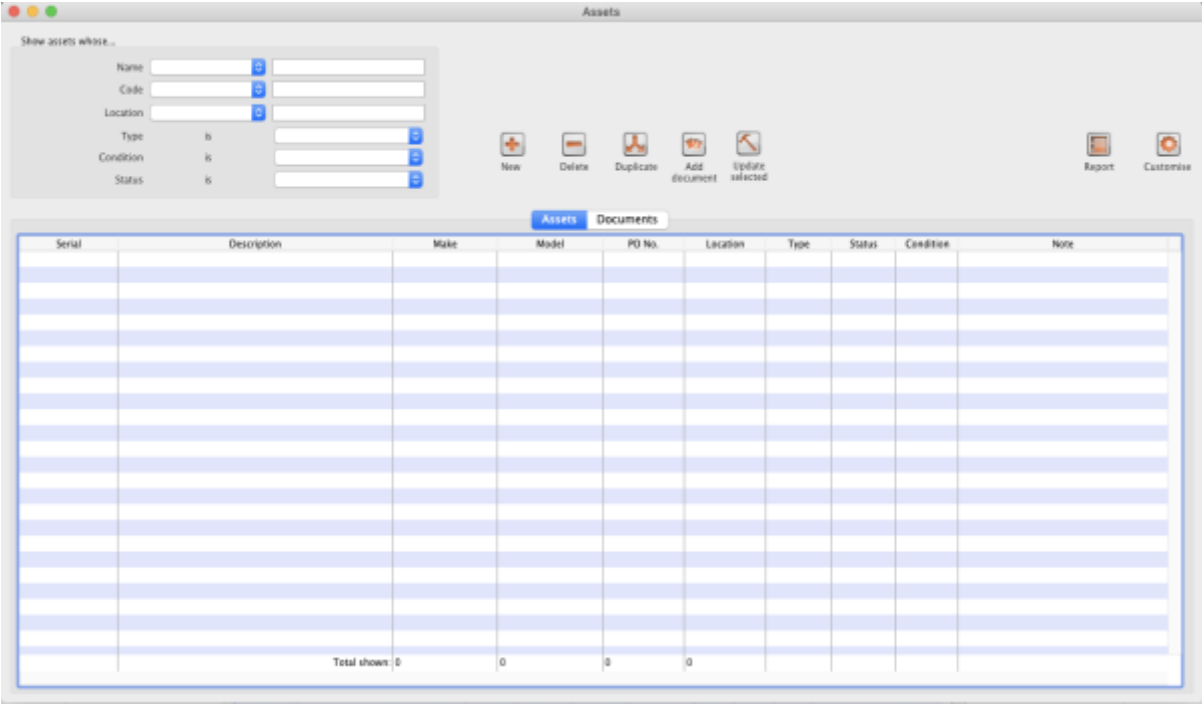 Assets
Show assets whose...
Name
Code
Location
Type is
Condition is
Status is
New Delete Duplicate Add document Update selected Report Customise
Assets Documents
Serial Description Make Model PO No. Location Type Status Condition Note
Total shown: 0 0 0 0